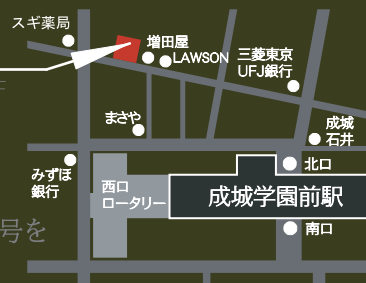 スギ薬局
増田屋
LAWSON
三菱東京
UFJ銀行
まさや
成城
石井
みずほ
銀行
西口
ロータリー
北口
成城学園前駅
南口
号を